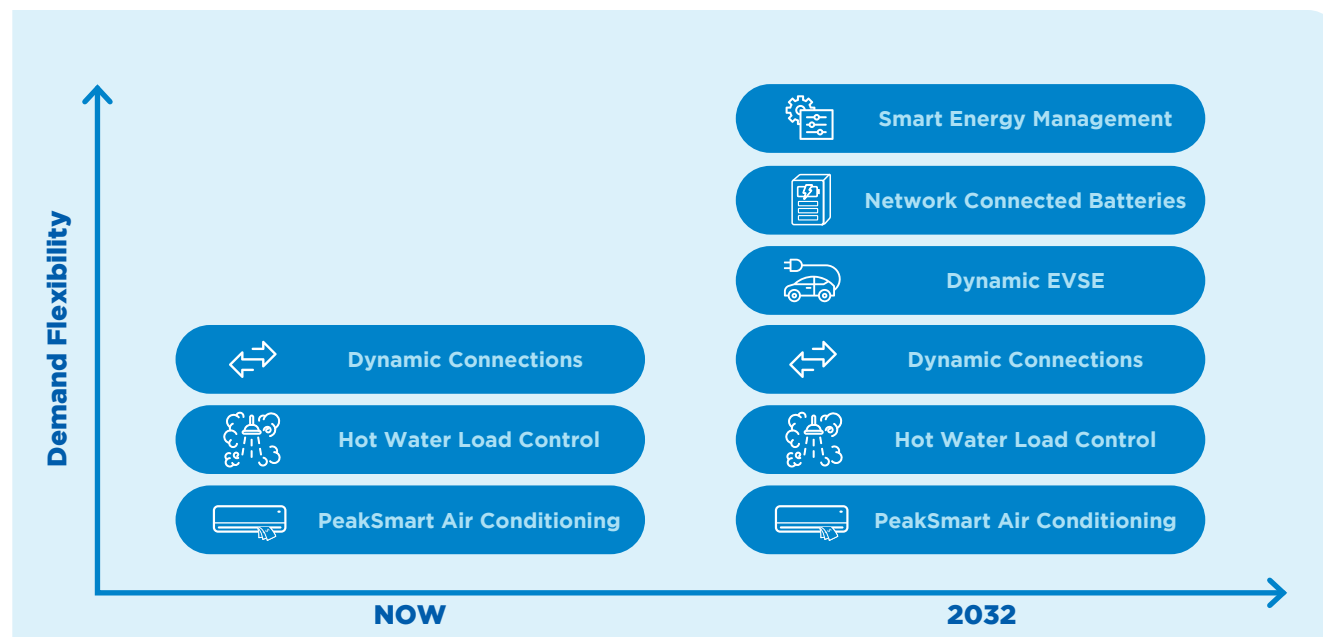 Demand Flexibility
Dynamic Connections
Hot Water Load Control
PeakSmart Air Conditioning
NOW
Smart Energy Management
Network Connected Batteries
Dynamic EVSE
Dynamic Connections
Hot Water Load Control
PeakSmart Air Conditioning
2032